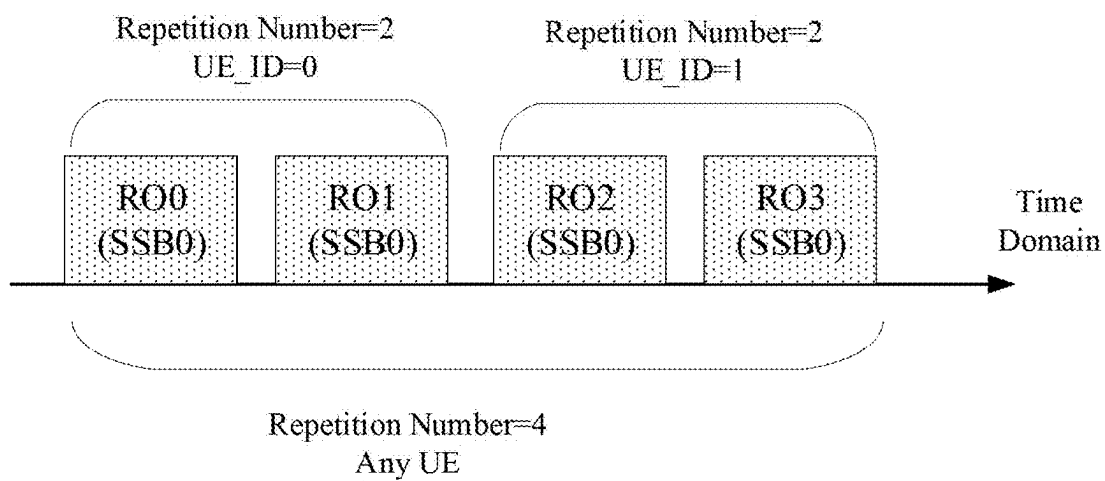 Repetition Number=2
UE_ID=0
Repetition Number=2
UE_ID=1
RO0
(SSB0)
RO1
(SSB0)
RO2
(SSB0)
RO3
(SSB0)
Time
Domain
Repetition Number=4
Any UE